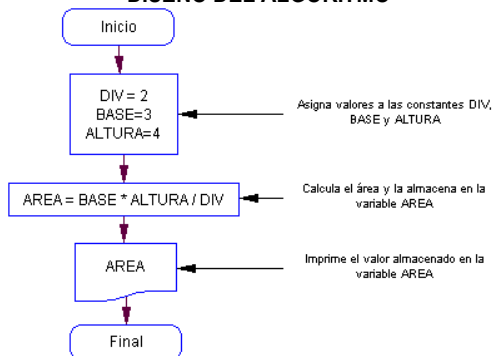 DISEÑO DEL ALGORITMO
Inicio
DIV = 2
BASE=3
ALTURA=4
Asigna valores a las constantes DIV,
BASE y ALTURA
AREA = BASE * ALTURA / DIV
Calcula el área y la almacena en la
variable AREA
AREA
Imprime el valor almacenado en la
variable AREA
Final